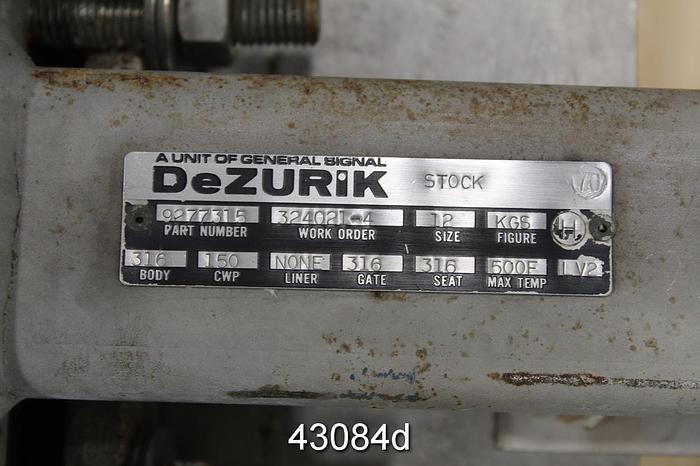 A UNIT OF GENERAL SIGNAL
DeZURiK STOCK
9277315 324021-4 12 KGS H
PART NUMBER WORK ORDER SIZE FIGURE
316 150 NONE 316 316 500F LV2
BODY CWP LINER GATE SEAT MAX TEMP
43084d